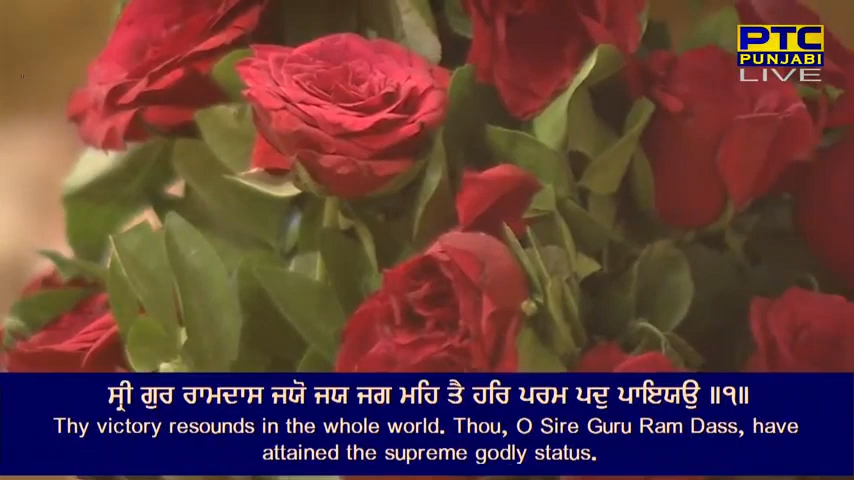 PTC
PUNJABI
LIVE
ਸ੍ਰੀ ਗੁਰ ਰਾਮਦਾਸ ਜਯੋ ਜਯ ਜਗ ਮਹਿ ਤੈ ਹਰਿ ਪਰਮ ਪਦੁ ਪਾਇਯਉ ॥੧॥
Thy victory resounds in the whole world. Thou, O Sire Guru Ram Dass, have
attained the supreme godly status.